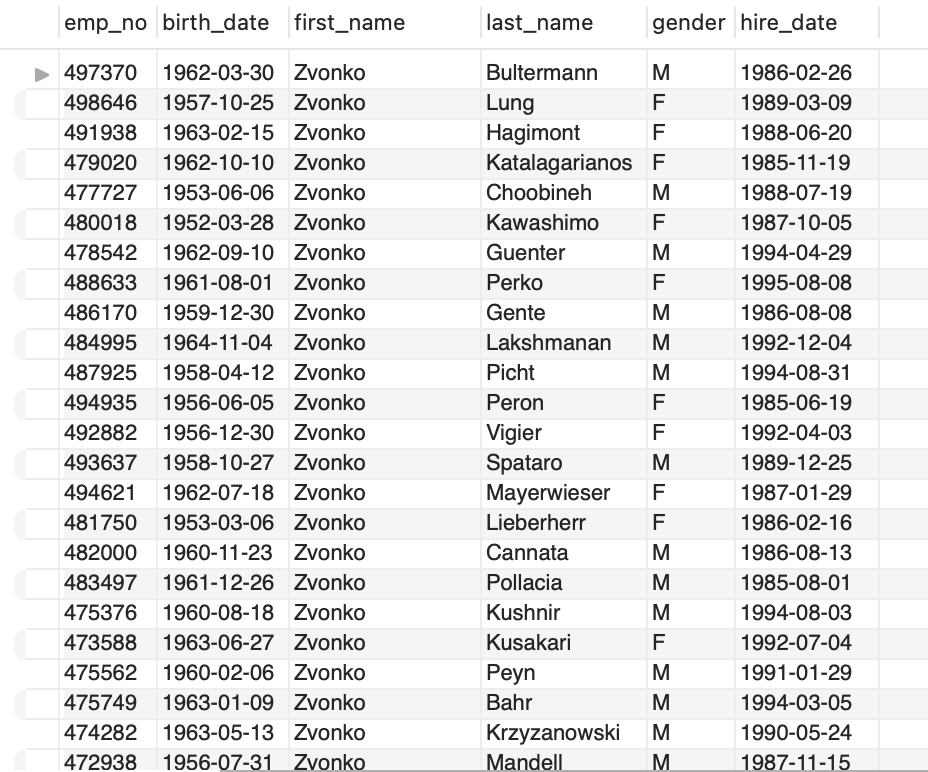 emp_no birth_date first_name last_name gender hire_date
497370 1962-03-30 Zvonko Bultermann M 1986-02-26
498646 1957-10-25 Zvonko Lung F 1989-03-09
491938 1963-02-15 Zvonko Hagimont F 1988-06-20
479020 1962-10-10 Zvonko Katalagarianos F 1985-11-19
477727 1953-06-06 Zvonko Choobineh M 1988-07-19
480018 1952-03-28 Zvonko Kawashimo F 1987-10-05
478542 1962-09-10 Zvonko Guenter M 1994-04-29
488633 1961-08-01 Zvonko Perko F 1995-08-08
486170 1959-12-30 Zvonko Gente M 1986-08-08
484995 1964-11-04 Zvonko Lakshmanan M 1992-12-04
487925 1958-04-12 Zvonko Picht M 1994-08-31
494935 1956-06-05 Zvonko Peron F 1985-06-19
492882 1956-12-30 Zvonko Vigier F 1992-04-03
493637 1958-10-27 Zvonko Spataro M 1989-12-25
494621 1962-07-18 Zvonko Mayerwieser F 1987-01-29
481750 1953-03-06 Zvonko Lieberherr F 1986-02-16
482000 1960-11-23 Zvonko Cannata M 1986-08-13
483497 1961-12-26 Zvonko Pollacia M 1985-08-01
475376 1960-08-18 Zvonko Kushnir M 1994-08-03
473588 1963-06-27 Zvonko Kusakari F 1992-07-04
475562 1960-02-06 Zvonko Peyn M 1991-01-29
475749 1963-01-09 Zvonko Bahr M 1994-03-05
474282 1963-05-13 Zvonko Krzyzanowski M 1990-05-24
472938 1956-07-31 Zvonko Mandell M 1987-11-15